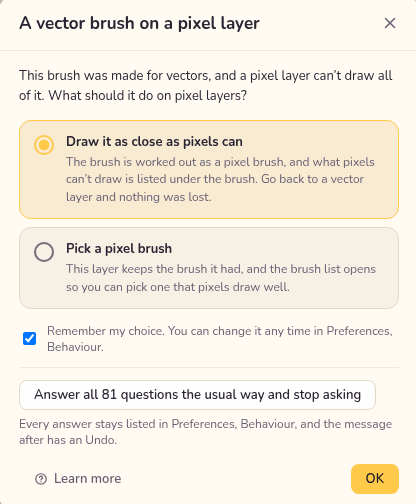 A vector brush on a pixel layer
This brush was made for vectors, and a pixel layer can’t draw all
of it. What should it do on pixel layers?
Draw it as close as pixels can
The brush is worked out as a pixel brush, and what pixels
can’t draw is listed under the brush. Go back to a vector
layer and nothing was lost.
Pick a pixel brush
This layer keeps the brush it had, and the brush list opens
so you can pick one that pixels draw well.
Remember my choice. You can change it any time in Preferences,
Behaviour.
Answer all 81 questions the usual way and stop asking
Every answer stays listed in Preferences, Behaviour, and the message
after has an Undo.
Learn more
OK